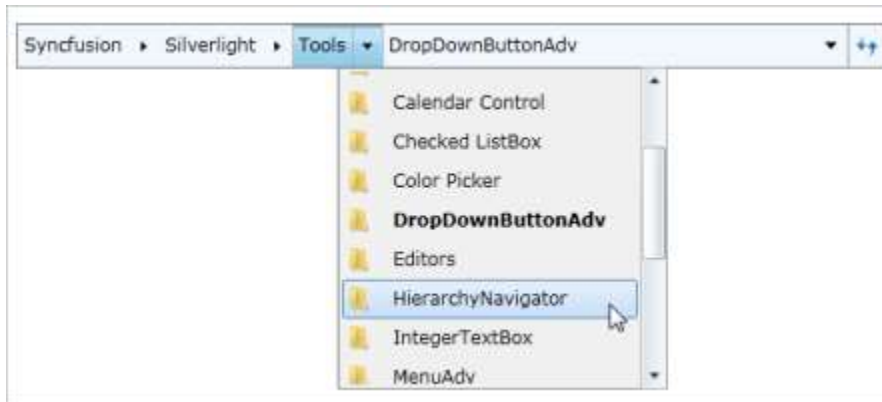 Syncfusion Silverlight Tools DropDownButtonAdv
Calendar Control
Checked ListBox
Color Picker
DropDownButtonAdv
Editors
HierarchyNavigator
IntegerTextBox
MenuAdv